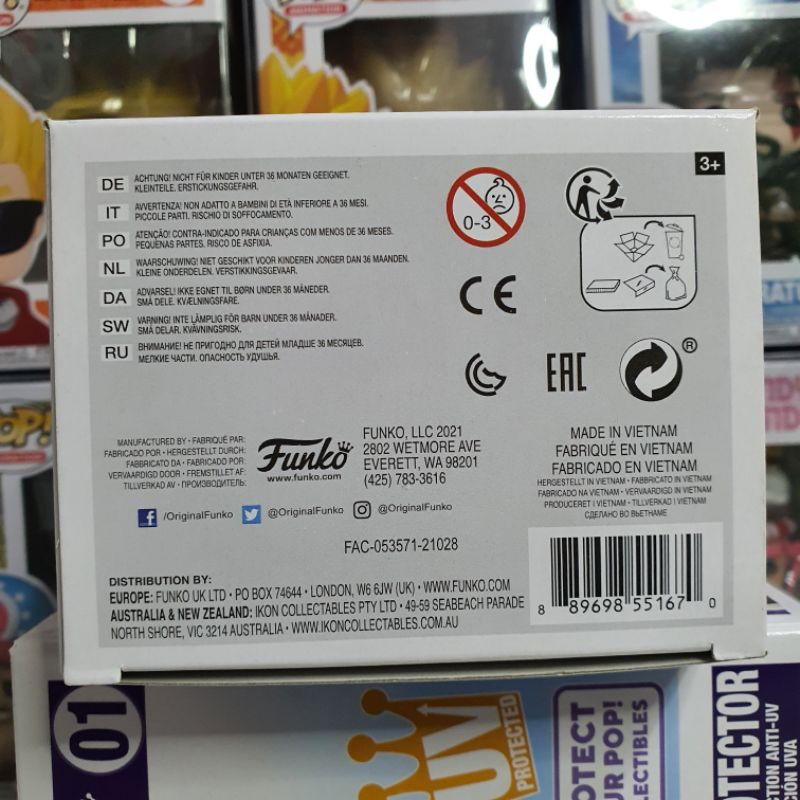 3+
DE ACHTUNG! NICHT FÜR KINDER UNTER 36 MONATEN GEEIGNET.
KLEINTEILE. ERSTICKUNGSGEFAHR.
IT AVVERTENZA! NON ADATTO A BAMBINI DI ETÀ INFERIORE A 36 MESI.
PICCOLE PARTI. RISCHIO DI SOFFOCAMENTO.
PO ATENÇÃO! CONTRA-INDICADO PARA CRIANÇAS COM MENOS DE 36 MESES.
PEQUENAS PARTES. RISCO DE ASFIXIA.
NL WAARSCHUWING! NIET GESCHIKT VOOR KINDEREN JONGER DAN 36 MAANDEN.
KLEINE ONDERDELEN. VERSTIKKINGSGEVAAR.
DA ADVARSEL! IKKE EGNET TIL BØRN UNDER 36 MÅNEDER.
SMÅ DELE. KVÆLNINGSFARE.
SW VARNING! INTE LÄMPLIG FÖR BARN UNDER 36 MÅNADER.
SMÅ DELAR. KVÄVNINGSRISK.
RU ВНИМАНИЕ! НЕ ПРИГОДНО ДЛЯ ДЕТЕЙ МЛАДШЕ 36 МЕСЯЦЕВ.
МЕЛКИЕ ЧАСТИ. ОПАСНОСТЬ УДУШЬЯ.
0-3
CE
EAC
®
MANUFACTURED BY • FABRIQUÉ PAR:
FABRICADO POR • HERGESTELLT DURCH:
FABBRICATO DA • FABRICADO POR:
VERVAARDIGD DOOR • FREMSTILLET AF:
TILLVERKAD AV • ПРОИЗВОДИТЕЛЬ:
Funko
www.funko.com
FUNKO, LLC 2021
2802 WETMORE AVE
EVERETT, WA 98201
(425) 783-3616
MADE IN VIETNAM
FABRIQUÉ EN VIETNAM
FABRICADO EN VIETNAM
HERGESTELLT IN VIETNAM • FABBRICATO IN VIETNAM
FABRICADO NA VIETNAM • VERVAARDIGD IN VIETNAM
PRODUCERET I VIETNAM • TILLVERKAD I VIETNAM
СДЕЛАНО ВО ВЬЕТНАМЕ
f /OriginalFunko @OriginalFunko @OriginalFunko
FAC-053571-21028
DISTRIBUTION BY:
EUROPE: FUNKO UK LTD • PO BOX 74644 • LONDON, W6 6JW (UK) • WWW.FUNKO.COM
AUSTRALIA & NEW ZEALAND: IKON COLLECTABLES PTY LTD • 49-59 SEABEACH PARADE
NORTH SHORE, VIC 3214 AUSTRALIA • WWW.IKONCOLLECTABLES.COM.AU
8 89698 55167 0
01
UV
PROTECTED